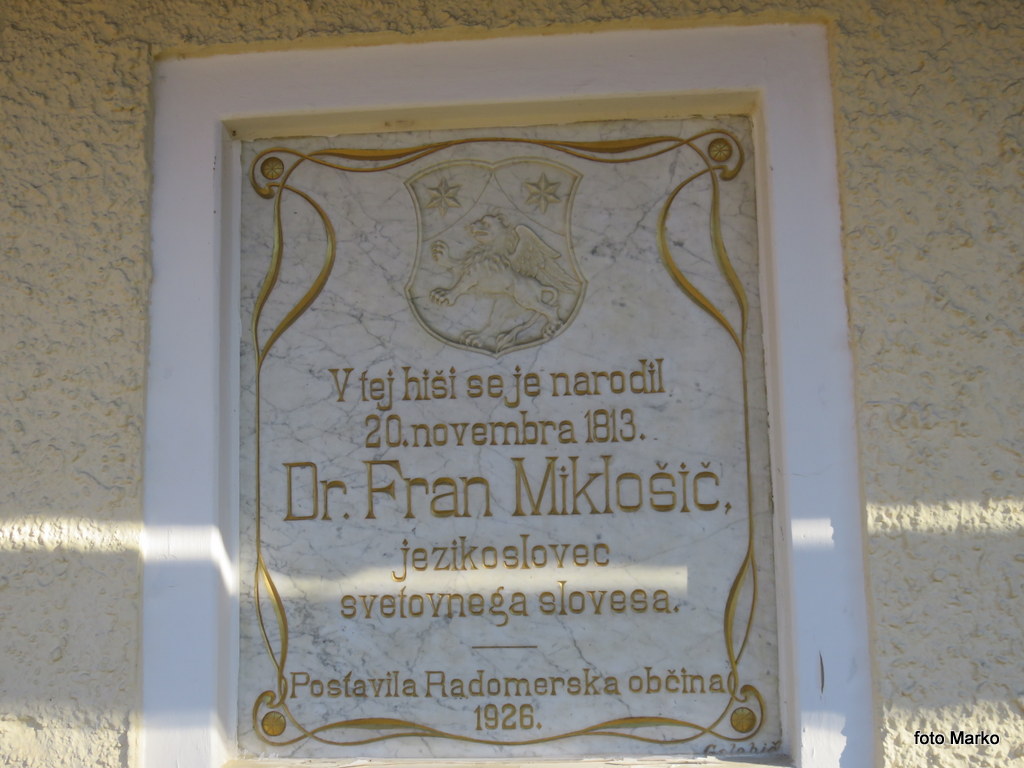 V tej hiši se je narodil
20. novembra 1813.
Dr. Fran Miklošič,
jezikoslovec
svetovnega slovesa.
Postavila Radomerska občina
1926.
foto Marko